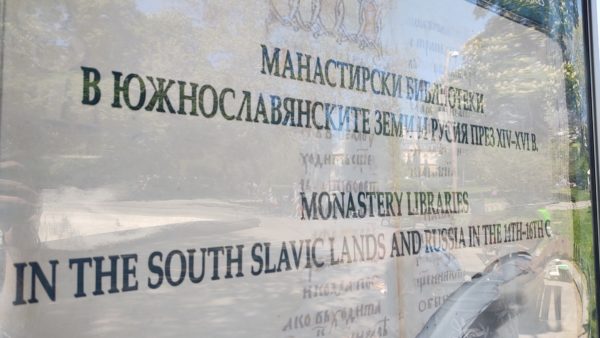 МАНАСТИРСКИ БИБЛИОТЕКИ
В ЮЖНОСЛАВЯНСКИТЕ ЗЕМИ И РУСИЯ ПРЕЗ XIV–XVI В.
MONASTERY LIBRARIES
IN THE SOUTH SLAVIC LANDS AND RUSSIA IN THE 14TH-16TH C